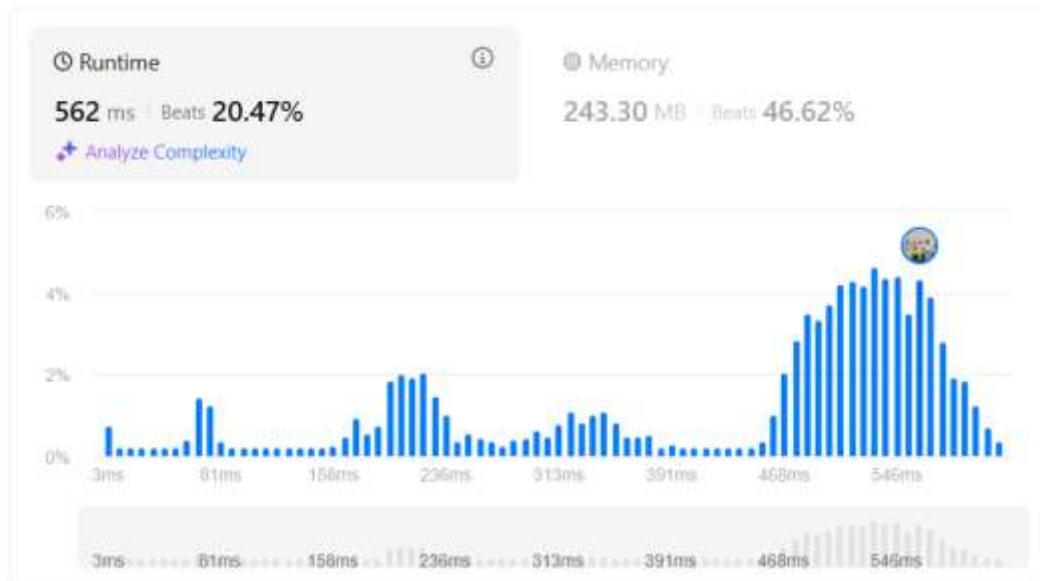 Runtime
562 ms Beats 20.47%
Analyze Complexity
Memory
243.30 MB Beats 46.62%
6%
4%
2%
0%
3ms 81ms 158ms 236ms 313ms 391ms 468ms 546ms
3ms 81ms 158ms 236ms 313ms 391ms 468ms 546ms